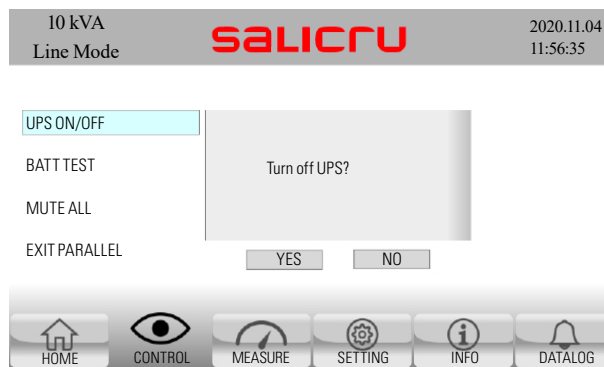 10 kVA
Line Mode
salicru
2020.11.04
11:56:35
UPS ON/OFF
BATT TEST
MUTE ALL
EXIT PARALLEL
Turn off UPS?
YES
NO
HOME
CONTROL
MEASURE
SETTING
INFO
DATALOG